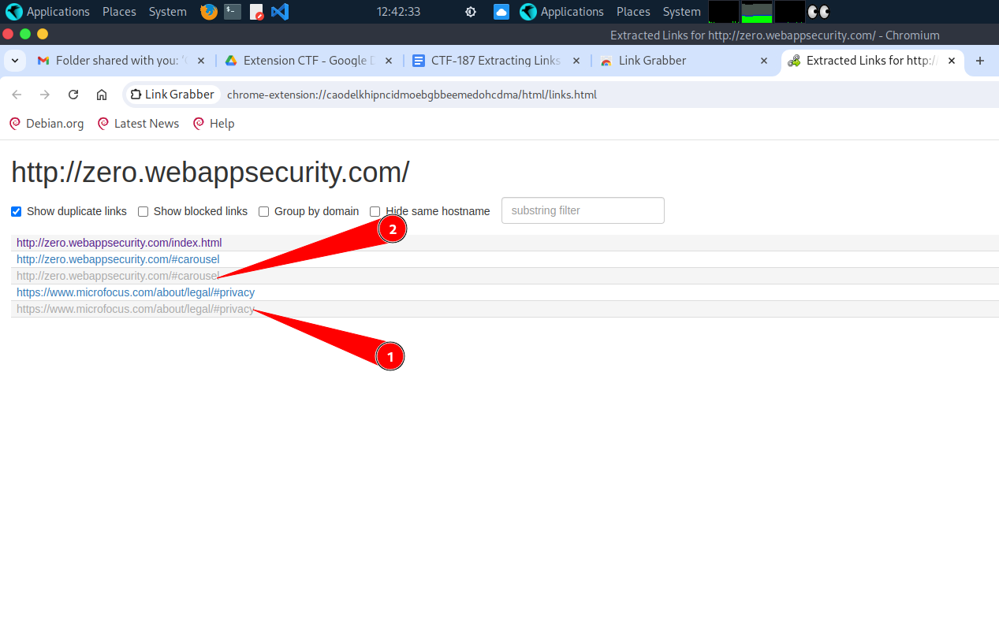 Applications Places System 12:42:33 Applications Places System
Extracted Links for http://zero.webappsecurity.com/ - Chromium
Folder shared with you: ‘ Extension CTF - Google CTF-187 Extracting Links Link Grabber Extracted Links for http:/
Link Grabber chrome-extension://caodelkhipncidmoebgbbeemedohcdma/html/links.html
Debian.org Latest News Help
http://zero.webappsecurity.com/
Show duplicate links Show blocked links Group by domain Hide same hostname substring filter
2
http://zero.webappsecurity.com/index.html
http://zero.webappsecurity.com/#carousel
http://zero.webappsecurity.com/#carousel
https://www.microfocus.com/about/legal/#privacy
https://www.microfocus.com/about/legal/#privacy
1